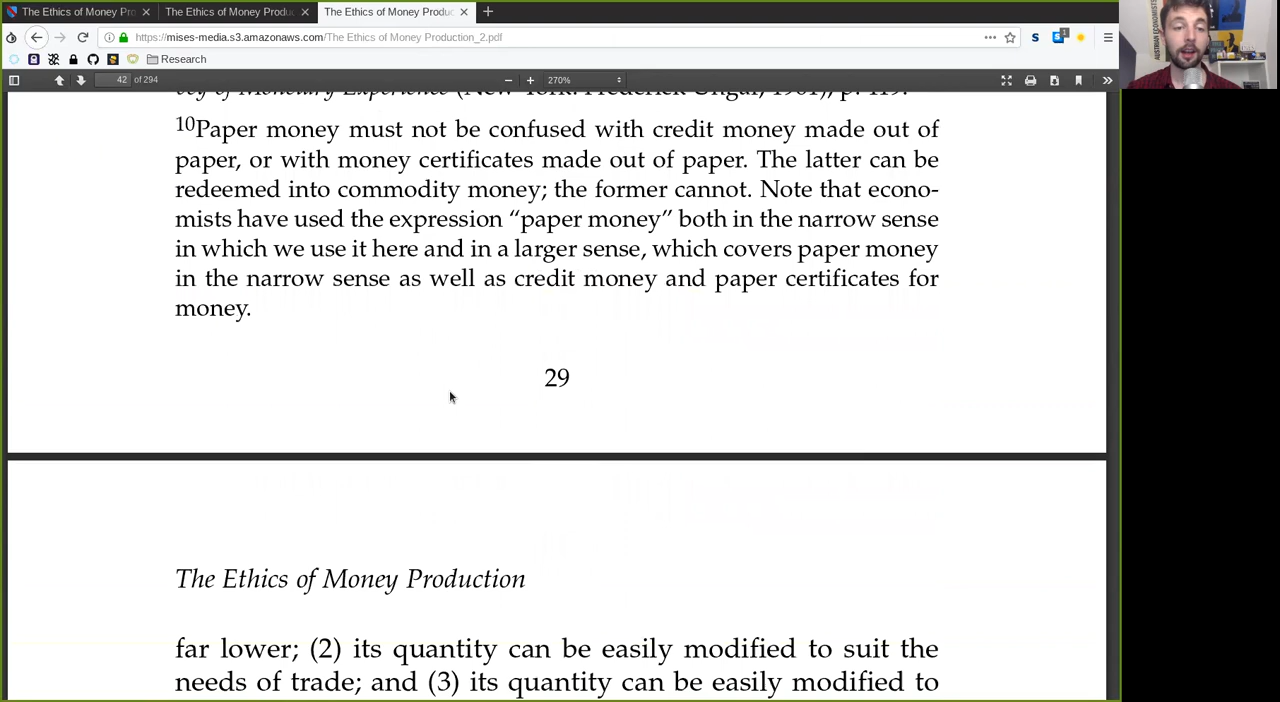 The Ethics of Money Pro
The Ethics of Money Produc
The Ethics of Money Produc
https://mises-media.s3.amazonaws.com/The Ethics of Money Production_2.pdf
Research
42 of 294
270%
10Paper money must not be confused with credit money made out of
paper, or with money certificates made out of paper. The latter can be
redeemed into commodity money; the former cannot. Note that econo-
mists have used the expression “paper money” both in the narrow sense
in which we use it here and in a larger sense, which covers paper money
in the narrow sense as well as credit money and paper certificates for
money.
29
The Ethics of Money Production
far lower; (2) its quantity can be easily modified to suit the
needs of trade; and (3) its quantity can be easily modified to